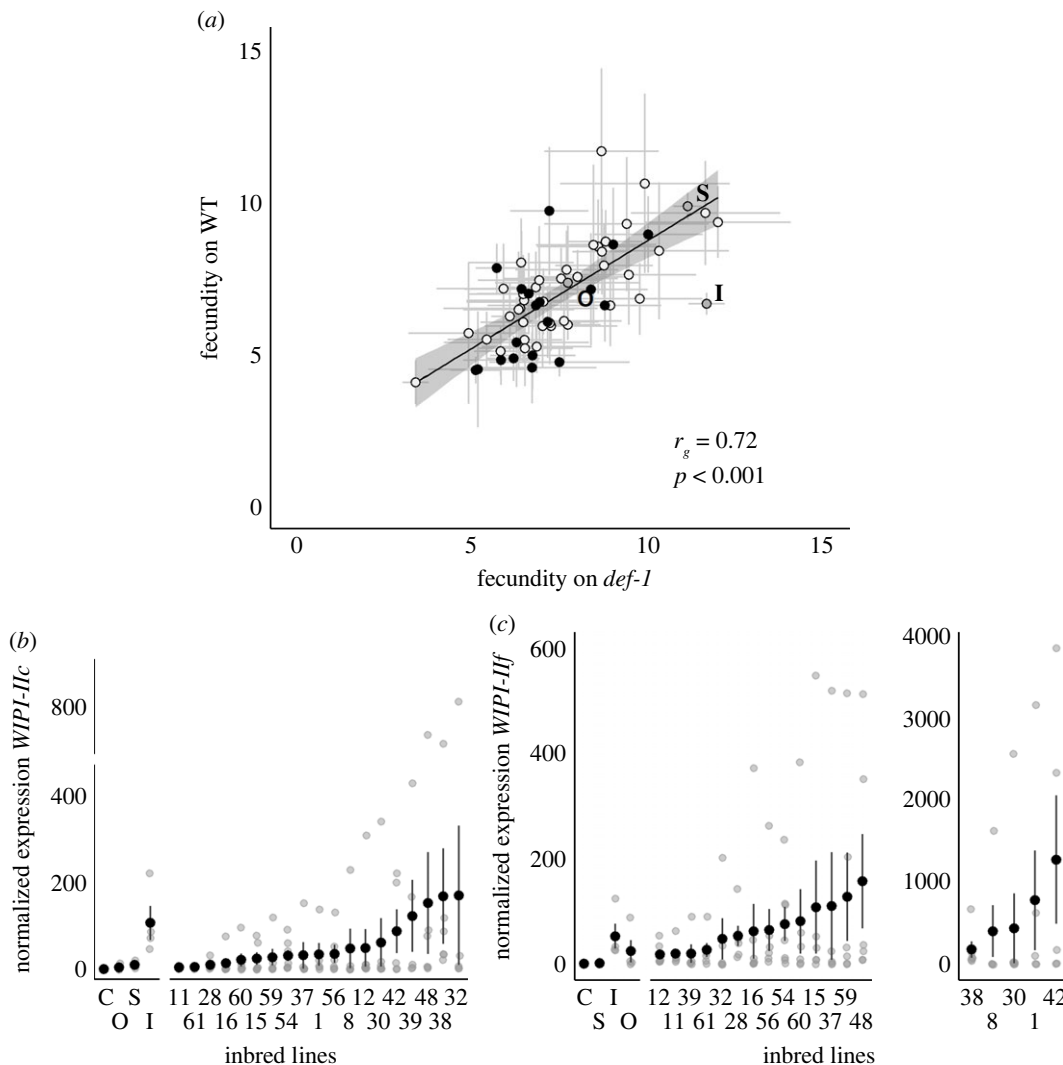 (a)
15
10
5
0
fecundity on WT
S
I
O
r_g = 0.72
p < 0.001
0 5 10 15
fecundity on def-1
(b)
normalized expression WIPI-IIc
800
400
200
0
C S 11 28 60 59 37 56 12 42 48 32
O I 61 16 15 54 1 8 30 39 38
inbred lines
(c)
normalized expression WIPI-IIf
600
400
200
0
C I 12 39 32 16 54 15 59
S O 11 61 28 56 60 37 48
4000
3000
2000
1000
0
38 30 42
8 1
inbred lines